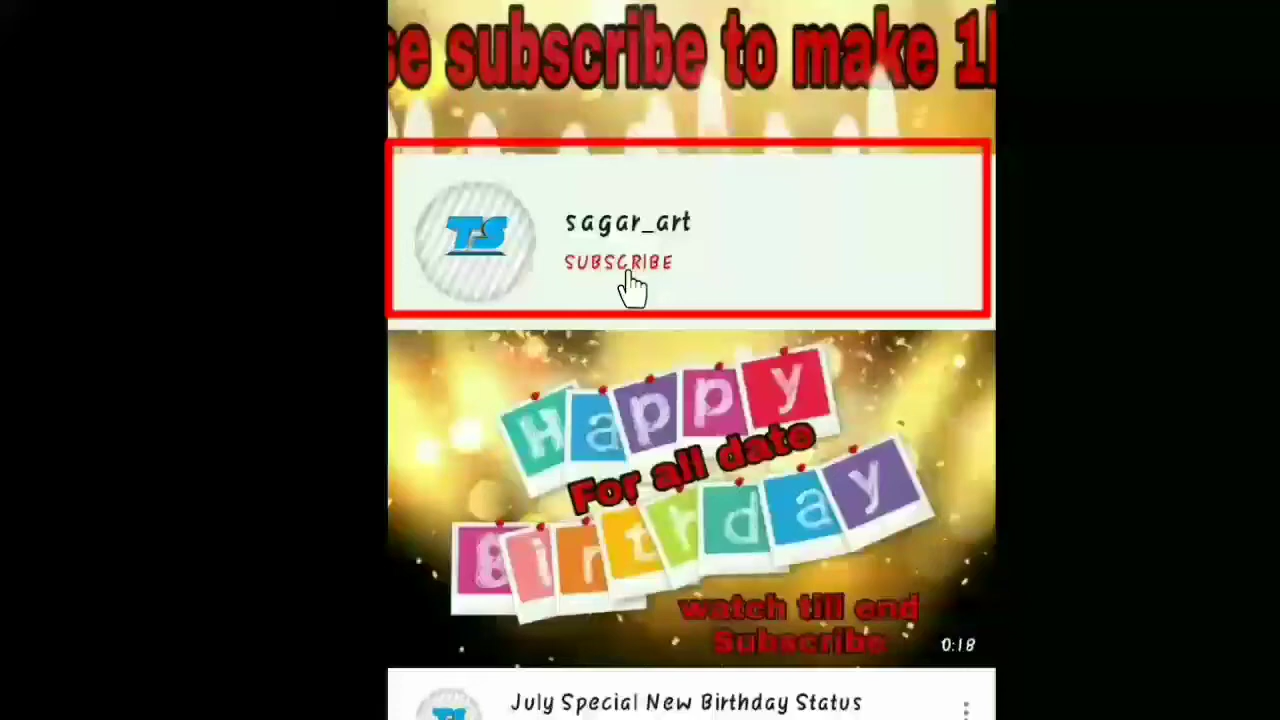 se subscribe to make 1
TS
sagar_art
SUBSCRIBE
Happy
For all date
Birthday
watch till end
Subscribe
0:18
July Special New Birthday Status